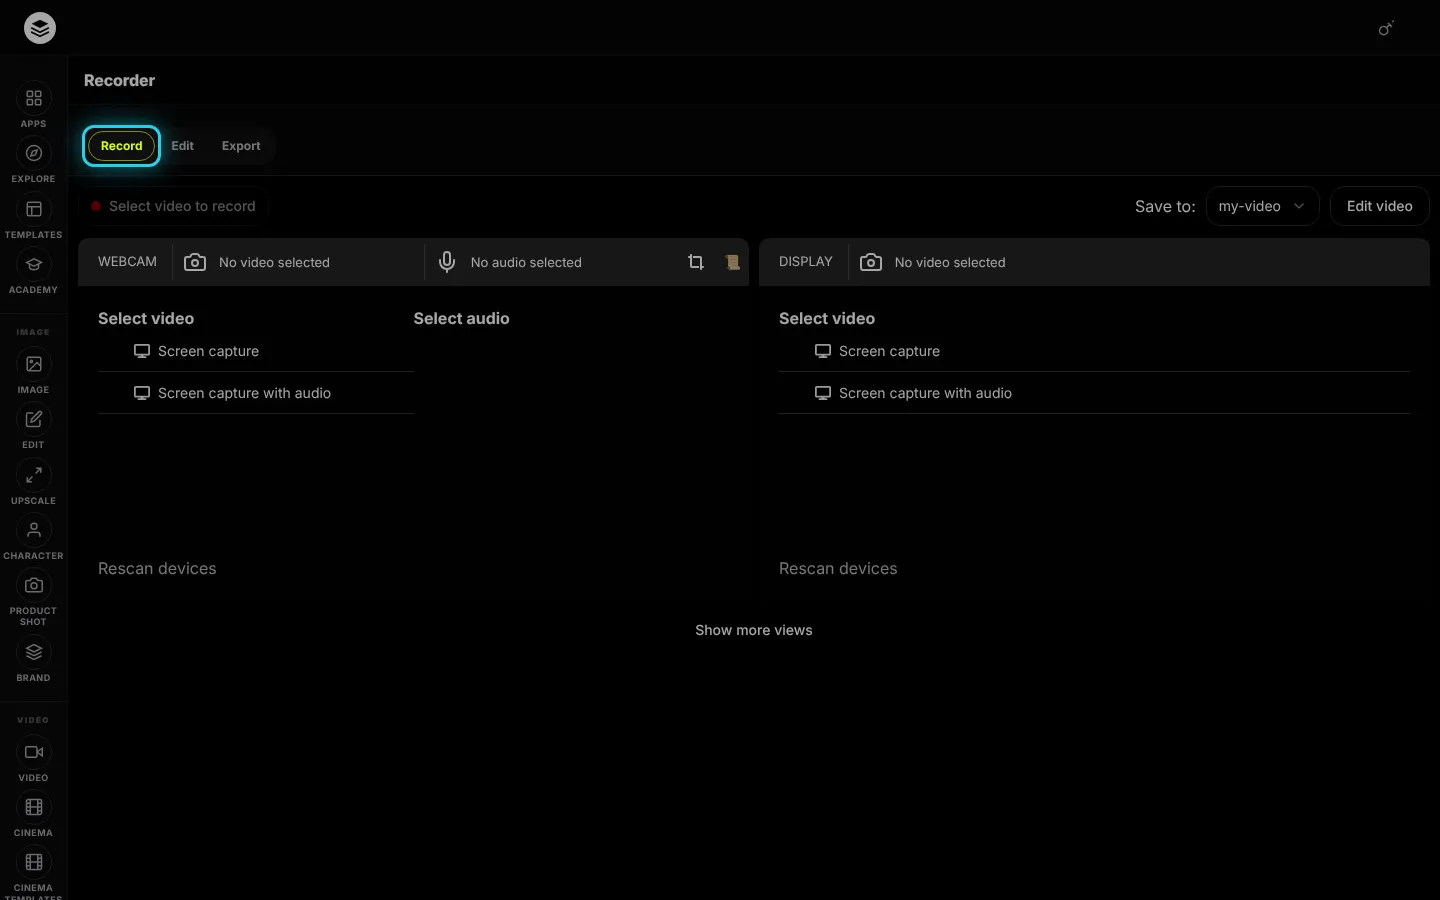 Recorder
Record
Edit
Export
Select video to record
Save to:
my-video
Edit video
WEBCAM
No video selected
No audio selected
DISPLAY
No video selected
Select video
Screen capture
Screen capture with audio
Select audio
Rescan devices
Select video
Screen capture
Screen capture with audio
Rescan devices
Show more views
APPS
EXPLORE
TEMPLATES
ACADEMY
IMAGE
IMAGE
EDIT
UPSCALE
CHARACTER
PRODUCT
SHOT
BRAND
VIDEO
VIDEO
CINEMA
CINEMA
TEMPLATES